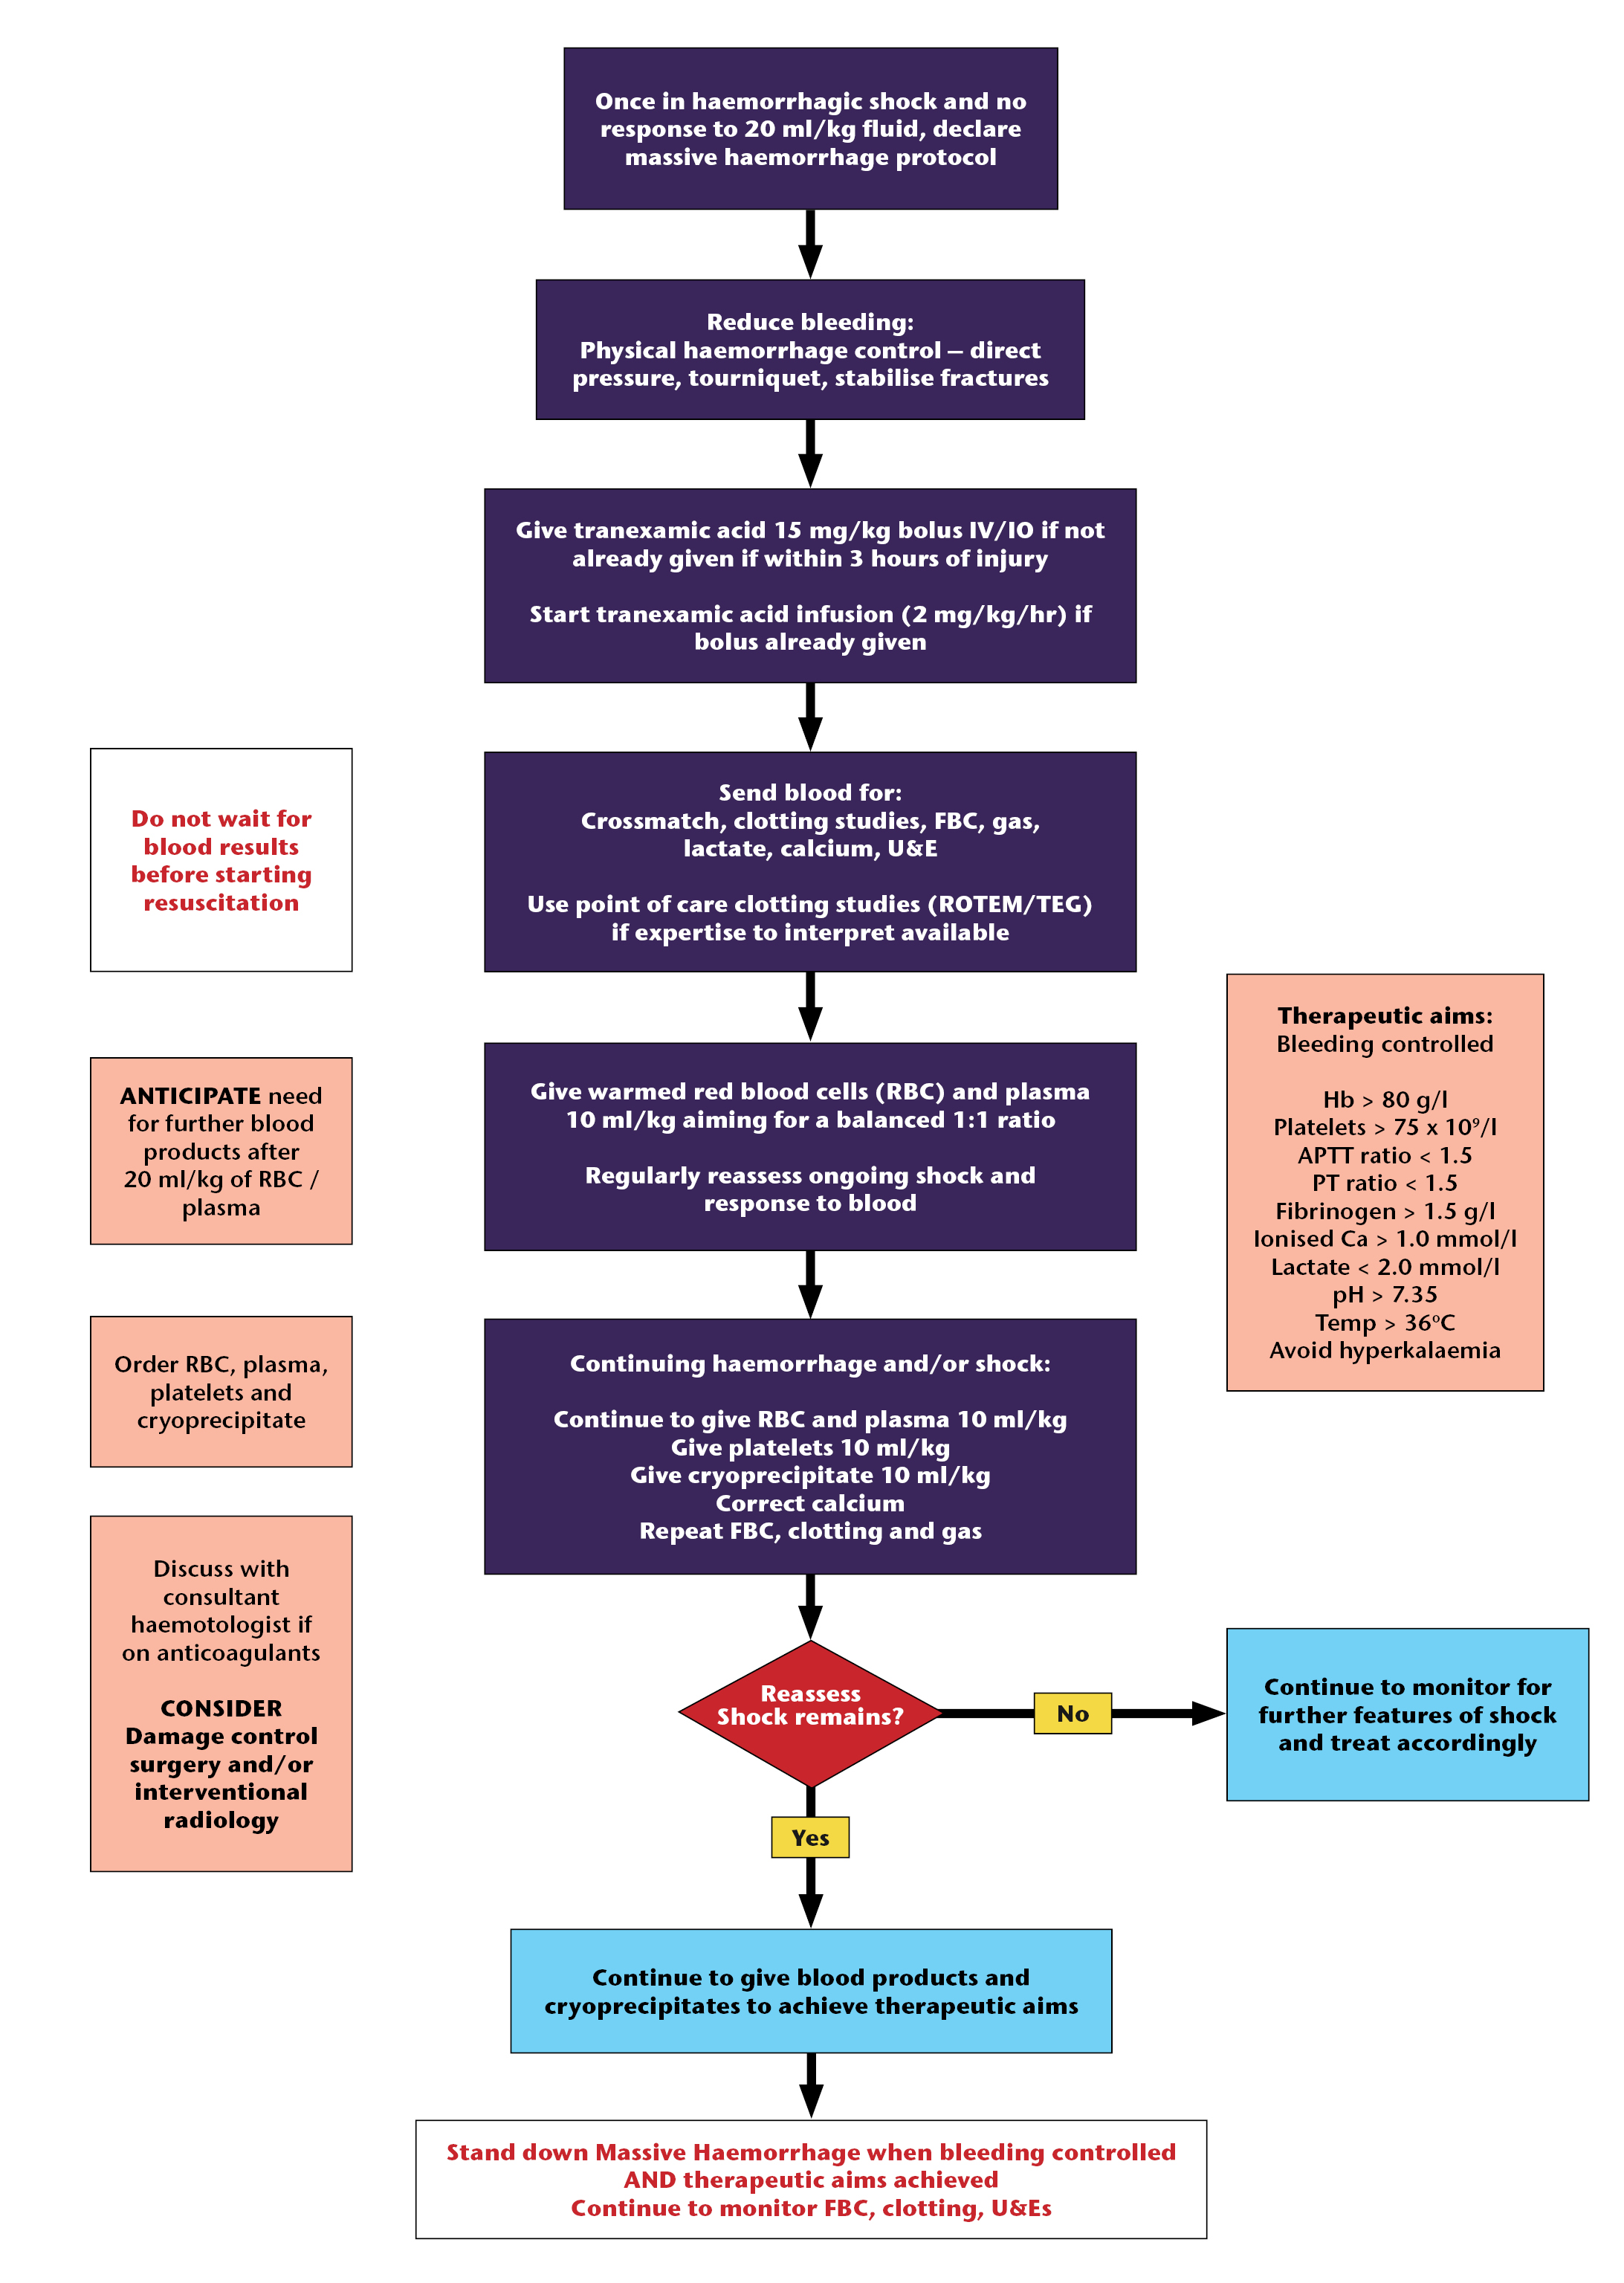 Once in haemorrhagic shock and no
response to 20 ml/kg fluid, declare
massive haemorrhage protocol
Reduce bleeding:
Physical haemorrhage control – direct
pressure, tourniquet, stabilise fractures
Give tranexamic acid 15 mg/kg bolus IV/IO if not
already given if within 3 hours of injury
Start tranexamic acid infusion (2 mg/kg/hr) if
bolus already given
Do not wait for
blood results
before starting
resuscitation
Send blood for:
Crossmatch, clotting studies, FBC, gas,
lactate, calcium, U&E
Use point of care clotting studies (ROTEM/TEG)
if expertise to interpret available
ANTICIPATE need
for further blood
products after
20 ml/kg of RBC /
plasma
Give warmed red blood cells (RBC) and plasma
10 ml/kg aiming for a balanced 1:1 ratio
Regularly reassess ongoing shock and
response to blood
Therapeutic aims:
Bleeding controlled
Hb > 80 g/l
Platelets > 75 x 10⁹/l
APTT ratio < 1.5
PT ratio < 1.5
Fibrinogen > 1.5 g/l
Ionised Ca > 1.0 mmol/l
Lactate < 2.0 mmol/l
pH > 7.35
Temp > 36ºC
Avoid hyperkalaemia
Order RBC, plasma,
platelets and
cryoprecipitate
Continuing haemorrhage and/or shock:
Continue to give RBC and plasma 10 ml/kg
Give platelets 10 ml/kg
Give cryoprecipitate 10 ml/kg
Correct calcium
Repeat FBC, clotting and gas
Discuss with
consultant
haemotologist if
on anticoagulants
CONSIDER
Damage control
surgery and/or
interventional
radiology
Reassess
Shock remains?
No
Continue to monitor for
further features of shock
and treat accordingly
Yes
Continue to give blood products and
cryoprecipitates to achieve therapeutic aims
Stand down Massive Haemorrhage when bleeding controlled
AND therapeutic aims achieved
Continue to monitor FBC, clotting, U&Es